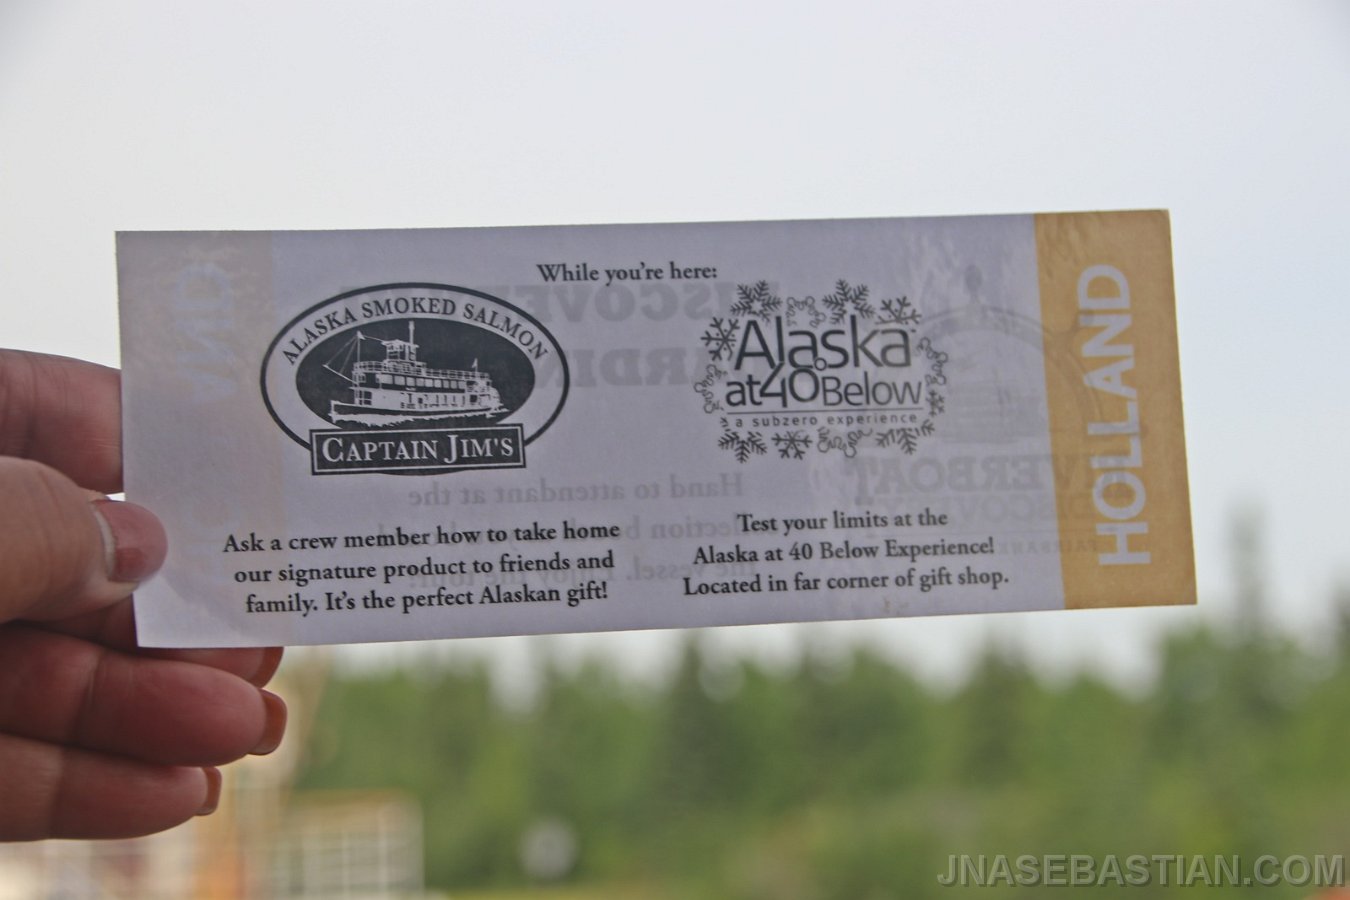 While you're here:
ALASKA SMOKED SALMON
CAPTAIN JIM'S
Ask a crew member how to take home
our signature product to friends and
family. It's the perfect Alaskan gift!
Alaska
at 40° Below
a subzero experience
Test your limits at the
Alaska at 40 Below Experience!
Located in far corner of gift shop.
HOLLAND
JNASEBASTIAN.COM